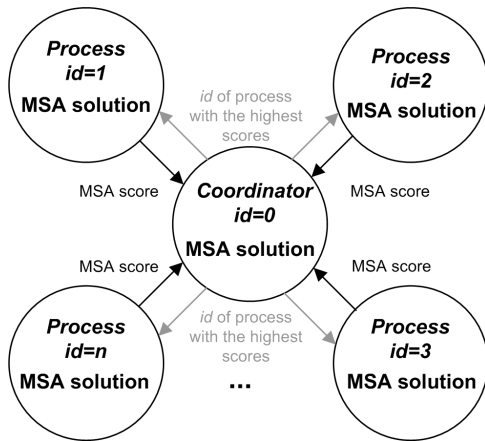 Process
id=1
MSA solution
Process
id=2
MSA solution
id of process
with the highest
scores
MSA score
MSA score
Coordinator
id=0
MSA solution
MSA score
MSA score
Process
id=n
MSA solution
id of process
with the highest
scores
...
Process
id=3
MSA solution